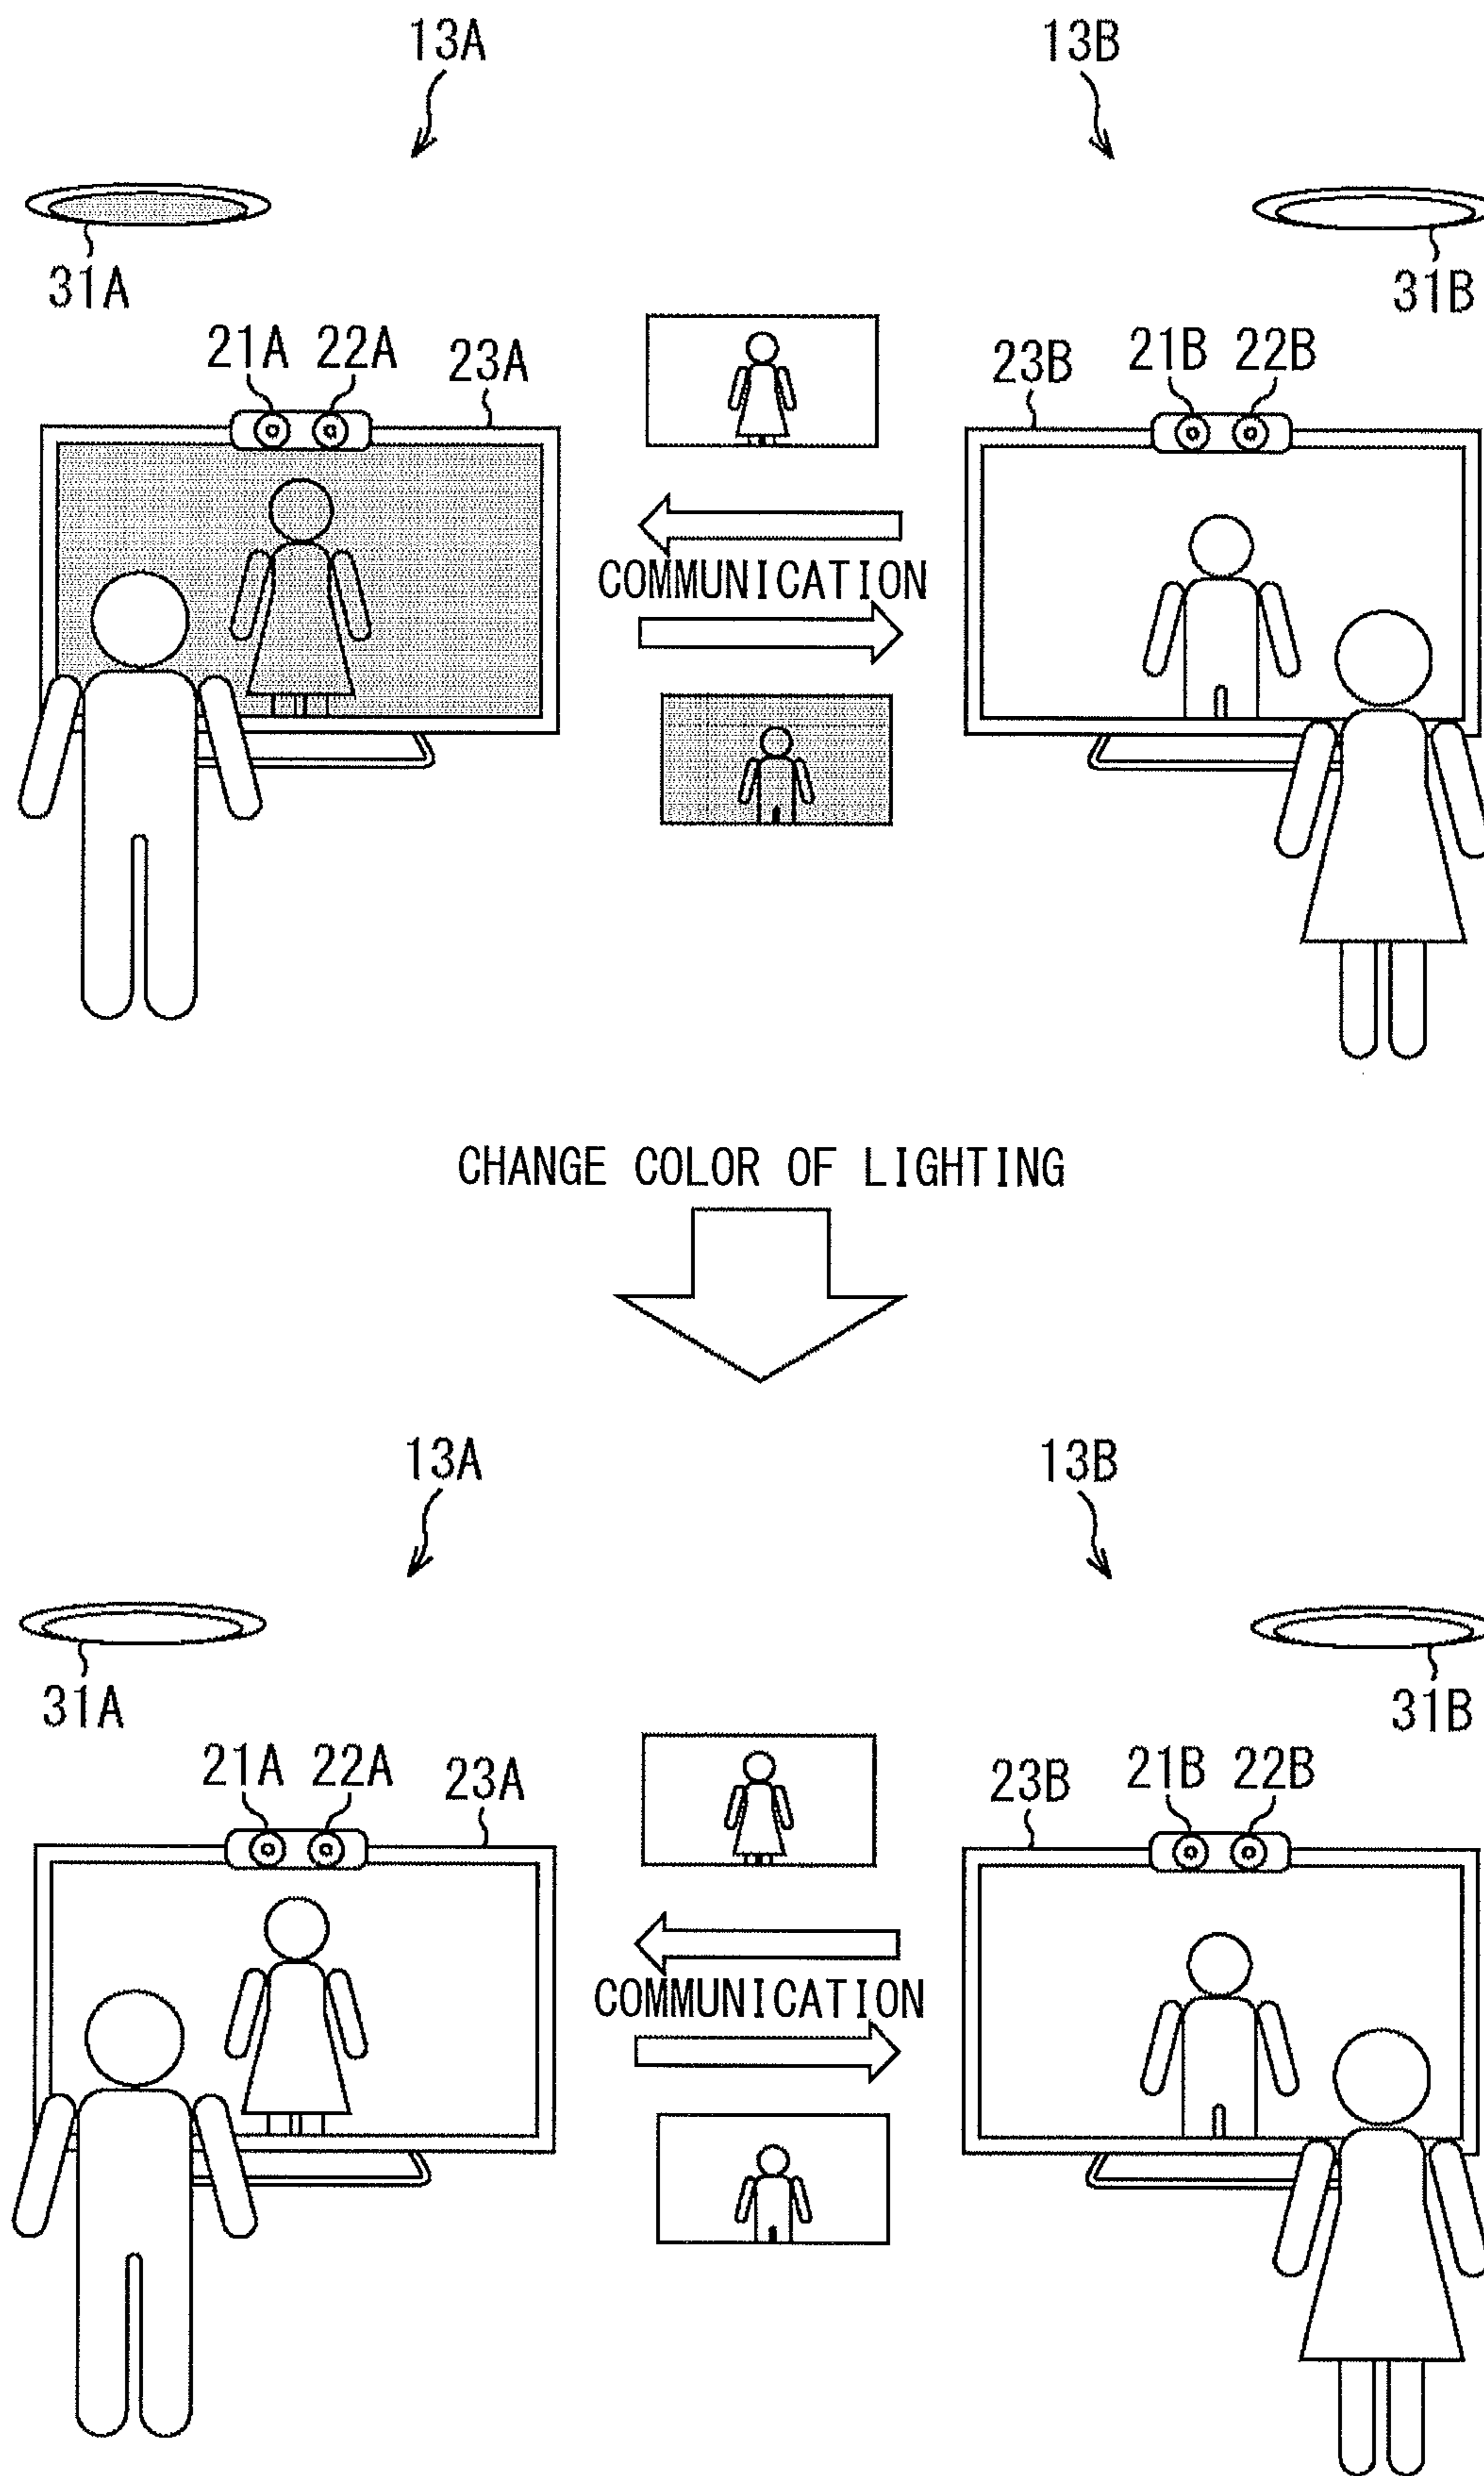 13A 13B
31A 31B
21A 22A 23A 23B 21B 22B
COMMUNICATION
CHANGE COLOR OF LIGHTING
13A 13B
31A 31B
21A 22A 23A 23B 21B 22B
COMMUNICATION